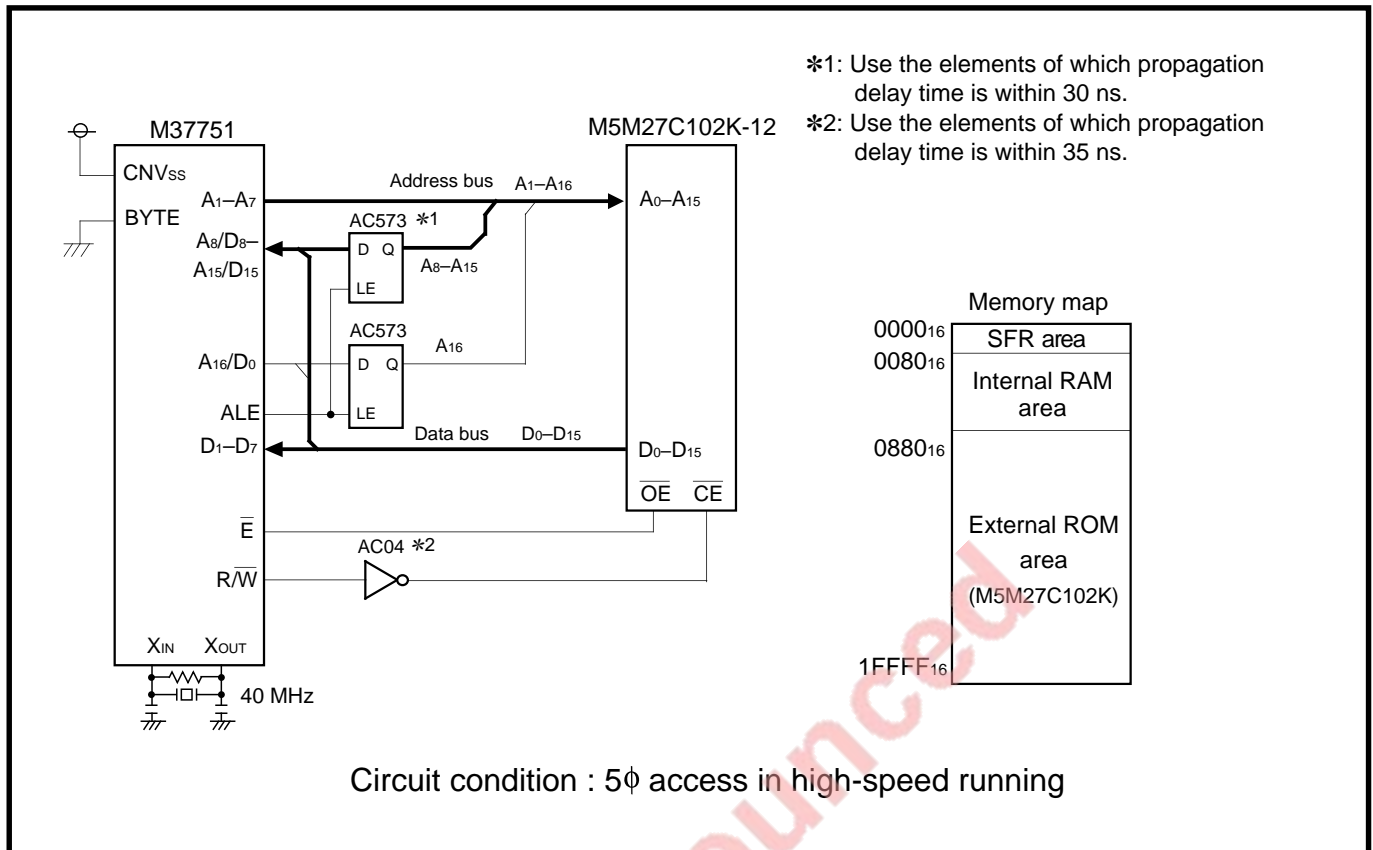 ✽1: Use the elements of which propagation
delay time is within 30 ns.
✽2: Use the elements of which propagation
delay time is within 35 ns.
M37751
M5M27C102K-12
CNVss
BYTE
A1–A7
Address bus
A1–A16
A0–A15
AC573 ✽1
A8/D8–
A15/D15
D Q
LE
A8–A15
AC573
A16/D0
D Q
LE
A16
ALE
D1–D7
Data bus
D0–D15
D0–D15
OE CE
E
AC04 ✽2
R/W
XIN XOUT
40 MHz
Memory map
000016
SFR area
008016
Internal RAM
area
088016
External ROM
area
(M5M27C102K)
1FFFF16
Circuit condition : 5ϕ access in high-speed running